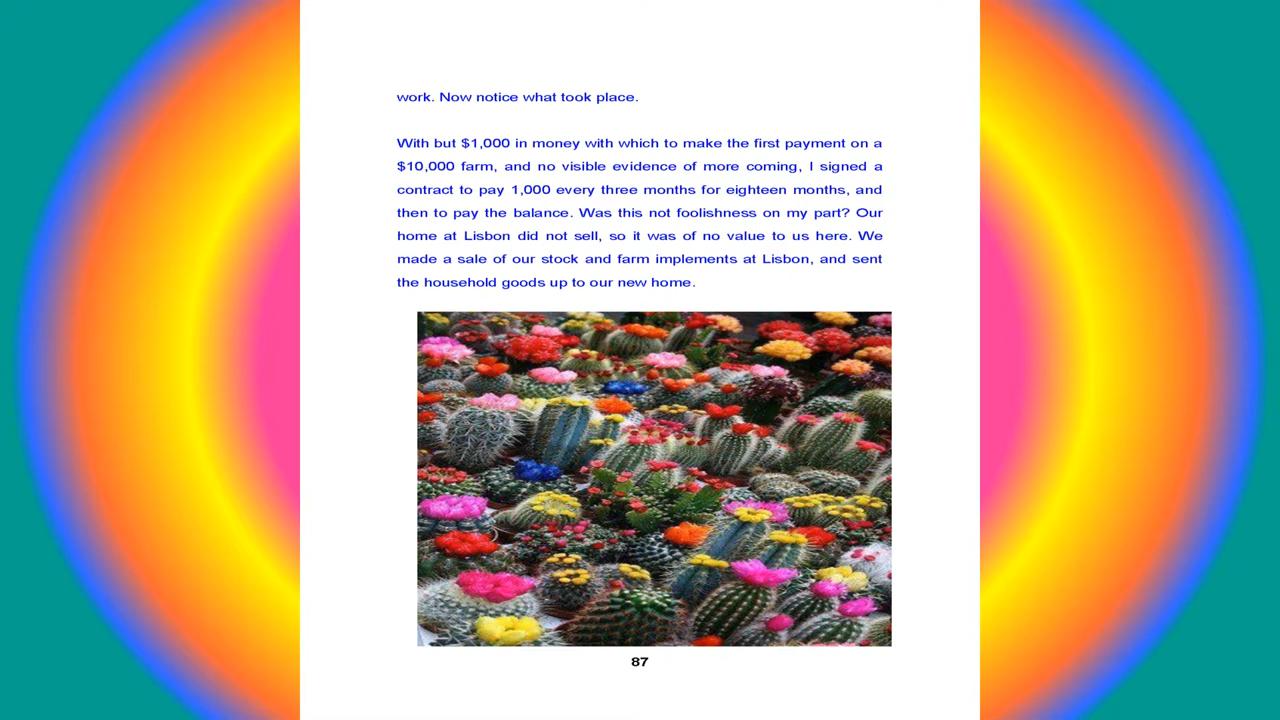 work. Now notice what took place.
With but $1,000 in money with which to make the first payment on a
$10,000 farm, and no visible evidence of more coming, I signed a
contract to pay 1,000 every three months for eighteen months, and
then to pay the balance. Was this not foolishness on my part? Our
home at Lisbon did not sell, so it was of no value to us here. We
made a sale of our stock and farm implements at Lisbon, and sent
the household goods up to our new home.
87